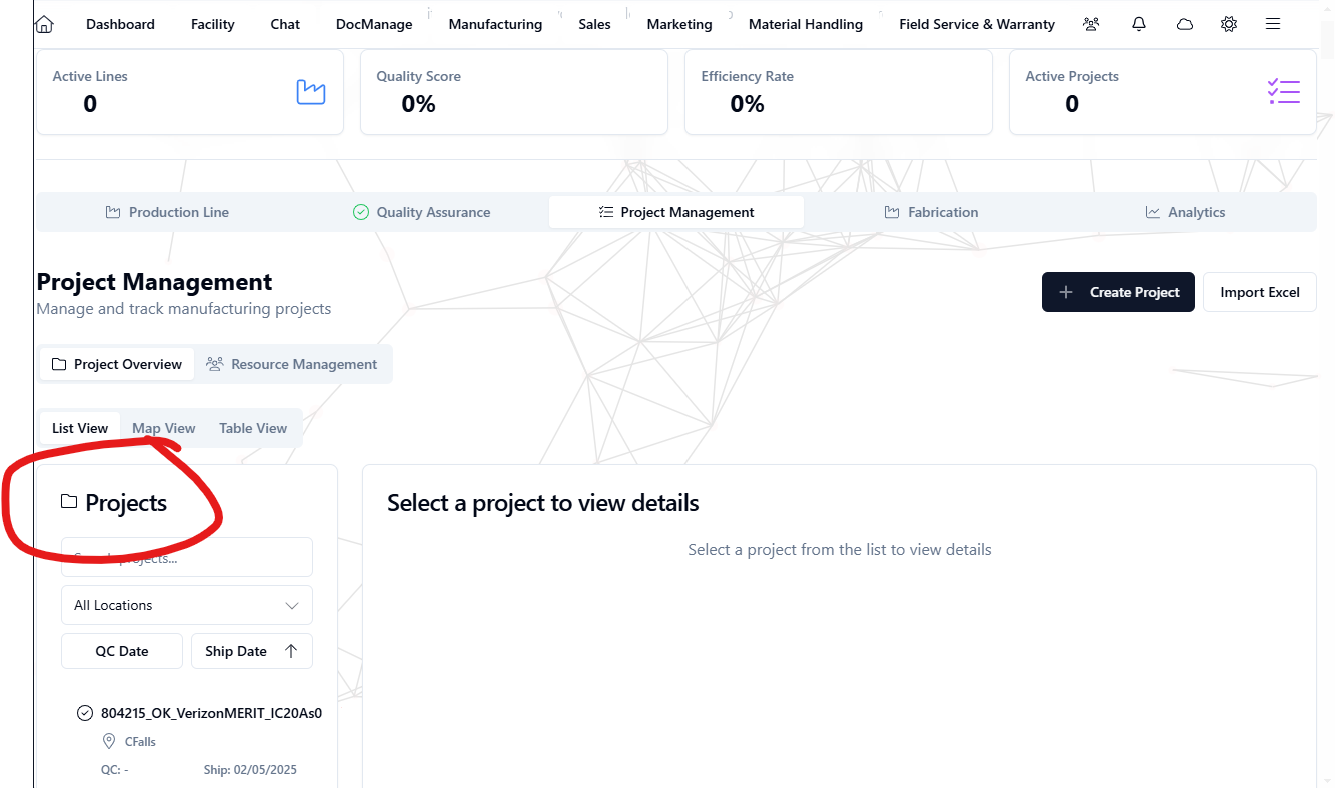 Dashboard Facility Chat DocManage Manufacturing Sales Marketing Material Handling Field Service & Warranty
Active Lines
0
Quality Score
0%
Efficiency Rate
0%
Active Projects
0
Production Line Quality Assurance Project Management Fabrication Analytics
Project Management
Manage and track manufacturing projects
+ Create Project Import Excel
Project Overview Resource Management
List View Map View Table View
Projects
projects...
All Locations
QC Date Ship Date ↑
804215_OK_VerizonMERIT_IC20As0
CFalls
QC: - Ship: 02/05/2025
Select a project to view details
Select a project from the list to view details